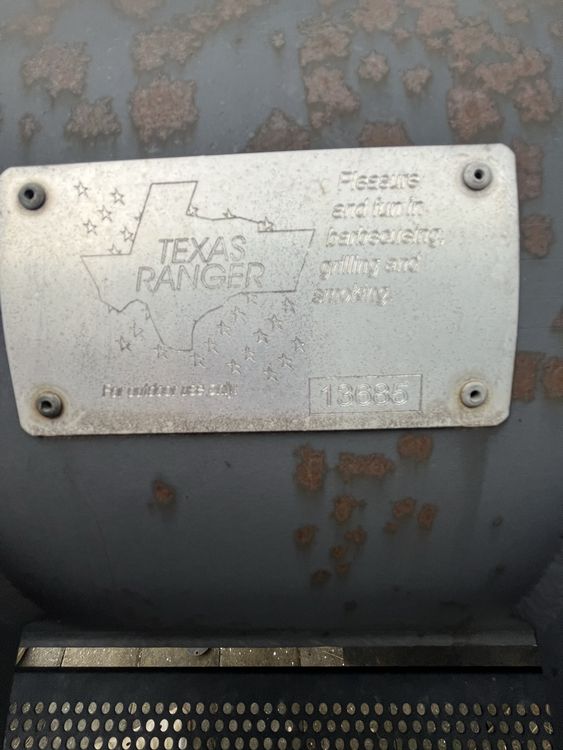 TEXAS
RANGER
Pleasure
and fun in
barbecueing,
grilling and
smoking.
For outdoor use only
13685